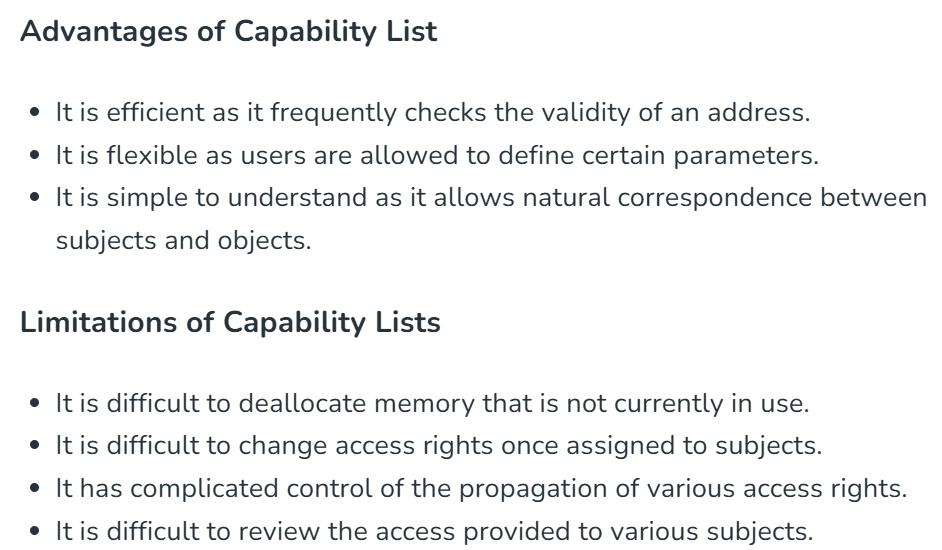 Advantages of Capability List
• It is efficient as it frequently checks the validity of an address.
• It is flexible as users are allowed to define certain parameters.
• It is simple to understand as it allows natural correspondence between
subjects and objects.
Limitations of Capability Lists
• It is difficult to deallocate memory that is not currently in use.
• It is difficult to change access rights once assigned to subjects.
• It has complicated control of the propagation of various access rights.
• It is difficult to review the access provided to various subjects.